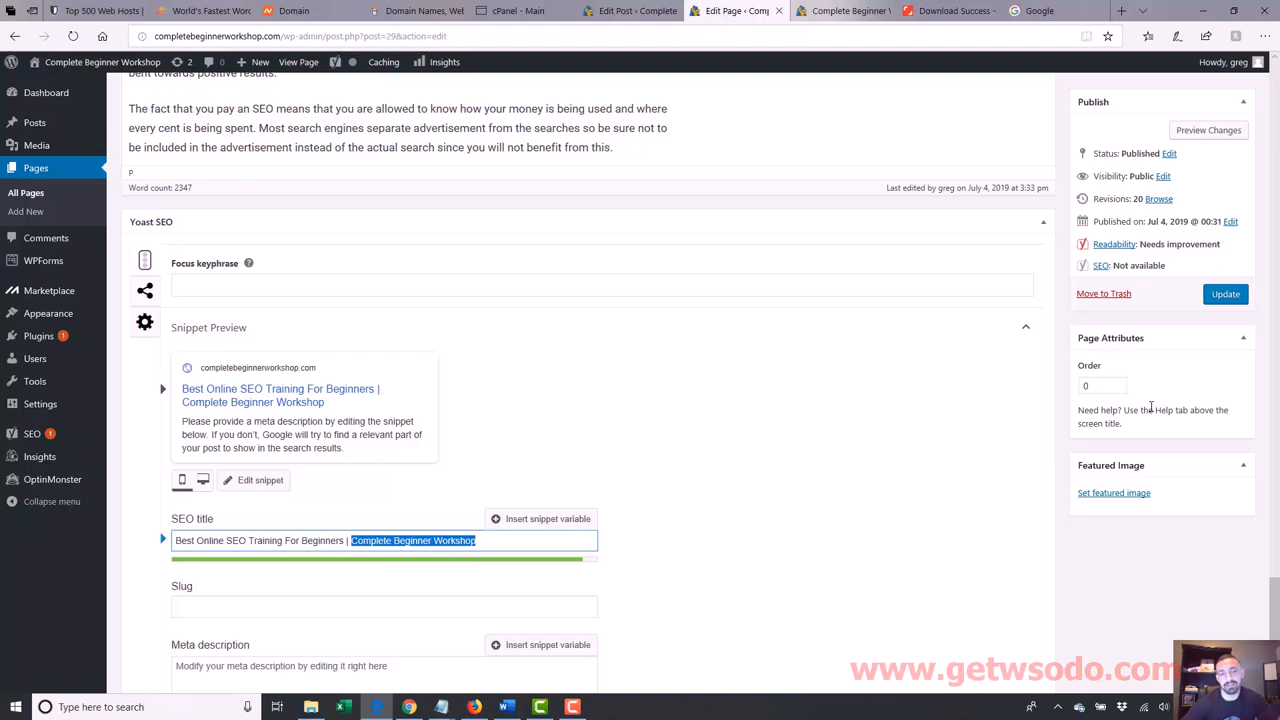 Top 50 Web Hosts |
World's Fastest Wor
Domain
cPanel - Main
Edit Post ‹ Complete
Edit Page ‹ Comp
Complete Beginner
Download Success -
Google
completebeginnerworkshop.com/wp-admin/post.php?post=29&action=edit
Complete Beginner Workshop
2
0
New
View Page
Caching
Insights
Howdy, greg
Dashboard
Posts
Media
Pages
All Pages
Add New
Comments
WPForms
Marketplace
Appearance
Plugins 1
Users
Tools
Settings
SEO 1
Insights
OptinMonster
Collapse menu
bent towards positive results.
The fact that you pay an SEO means that you are allowed to know how your money is being used and where
every cent is being spent. Most search engines separate advertisement from the searches so be sure not to
be included in the advertisement instead of the actual search since you will not benefit from this.
P
Word count: 2347
Last edited by greg on July 4, 2019 at 3:33 pm
Yoast SEO
Focus keyphrase
Snippet Preview
completebeginnerworkshop.com
Best Online SEO Training For Beginners |
Complete Beginner Workshop
Please provide a meta description by editing the snippet
below. If you don't, Google will try to find a relevant part of
your post to show in the search results.
Edit snippet
SEO title
Insert snippet variable
Best Online SEO Training For Beginners | Complete Beginner Workshop
Slug
Meta description
Insert snippet variable
Modify your meta description by editing it right here
Publish
Preview Changes
Status: Published Edit
Visibility: Public Edit
Revisions: 20 Browse
Published on: Jul 4, 2019 @ 00:31 Edit
Readability: Needs improvement
SEO: Not available
Move to Trash
Update
Page Attributes
Order
0
Need help? Use the Help tab above the
screen title.
Featured Image
Set featured image
www.getwsodo.com
Type here to search